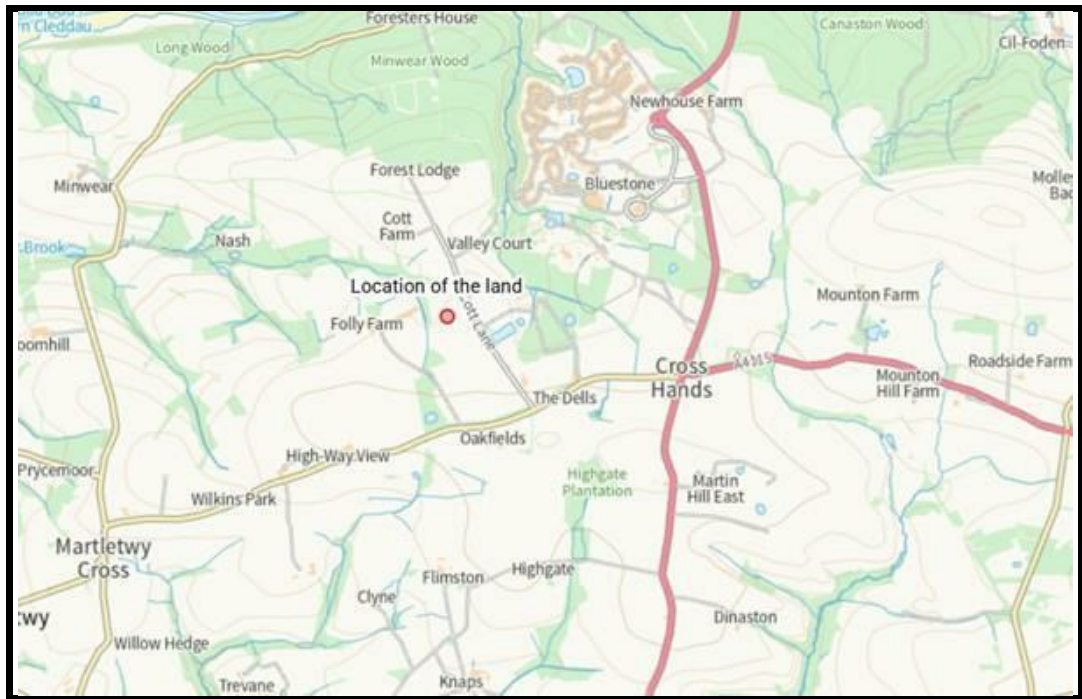 n Cleddau...
Foresters House
Canaston Wood
Cil-Foden
Long Wood
Minwear Wood
Newhouse Farm
Forest Lodge
Minwear
Bluestone
Molle
Cott
Farm
Nash
Valley Court
Brook
Location of the land
Mounton Farm
Folly Farm
Cott Lane
oomhill
Cross
Hands
A4115
Roadside Farm
Mounton
Hill Farm
The Dells
Oakfields
High-Way View
Prycemoor
Highgate
Plantation
Martin
Hill East
Wilkins Park
Martletwy
Cross
Flimston
Highgate
Clyne
twy
Dinaston
Willow Hedge
Trevane
Knaps